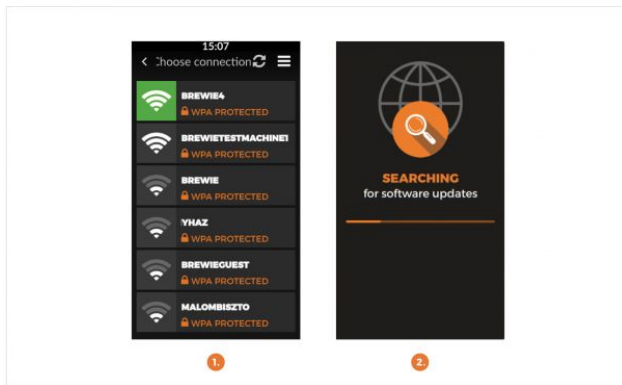 15:07
Choose connection
BREWIE4
WPA PROTECTED
BREWIETESTMACHINE1
WPA PROTECTED
BREWIE
WPA PROTECTED
YHAZ
WPA PROTECTED
BREWIEGUEST
WPA PROTECTED
MALOMBISZTO
WPA PROTECTED
1.
SEARCHING
for software updates
2.